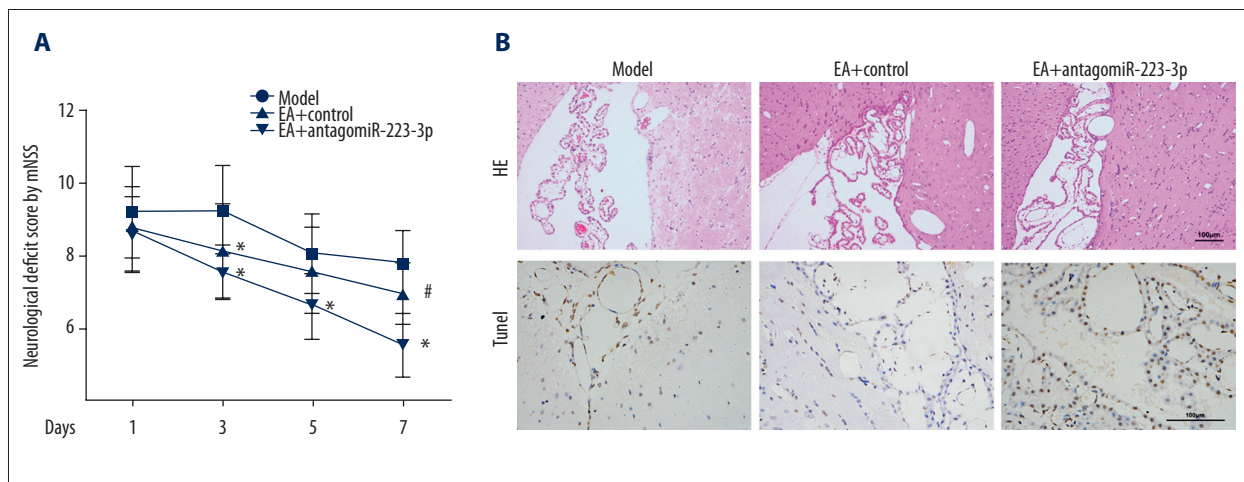 A
Neurological deficit score by mNSS
12
10
8
6
Model
EA+control
EA+antagomiR-223-3p
*
*
*
#
*
Days 1 3 5 7
B
Model EA+control EA+antagomiR-223-3p
HE
100μm
Tunel
100μm